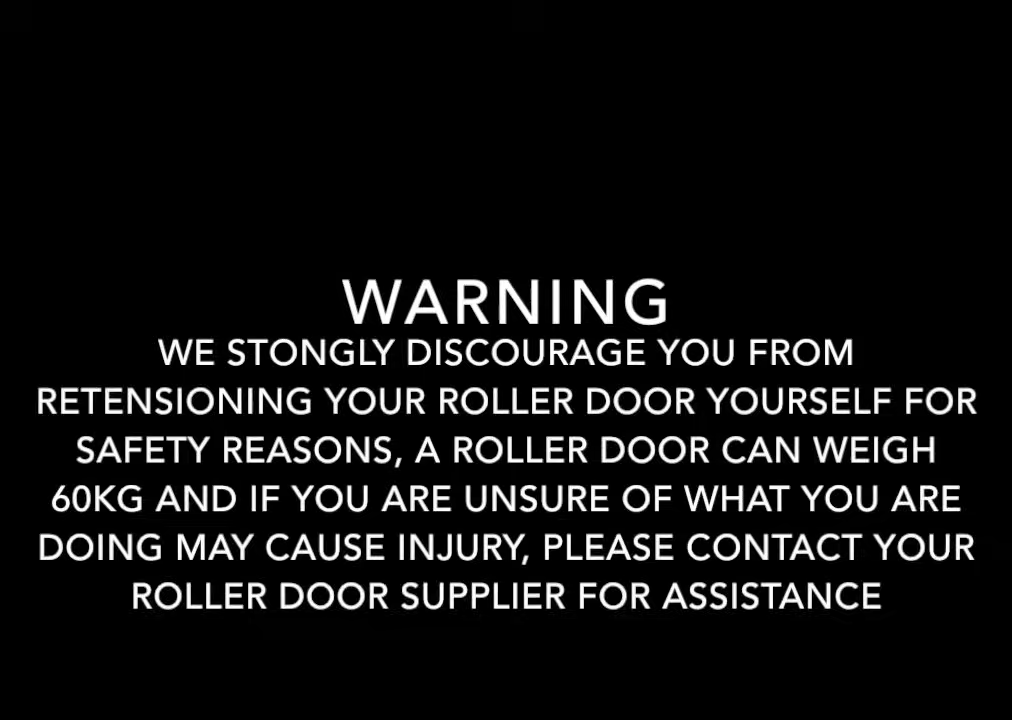 WARNING
WE STONGLY DISCOURAGE YOU FROM
RETENSIONING YOUR ROLLER DOOR YOURSELF FOR
SAFETY REASONS, A ROLLER DOOR CAN WEIGH
60KG AND IF YOU ARE UNSURE OF WHAT YOU ARE
DOING MAY CAUSE INJURY, PLEASE CONTACT YOUR
ROLLER DOOR SUPPLIER FOR ASSISTANCE